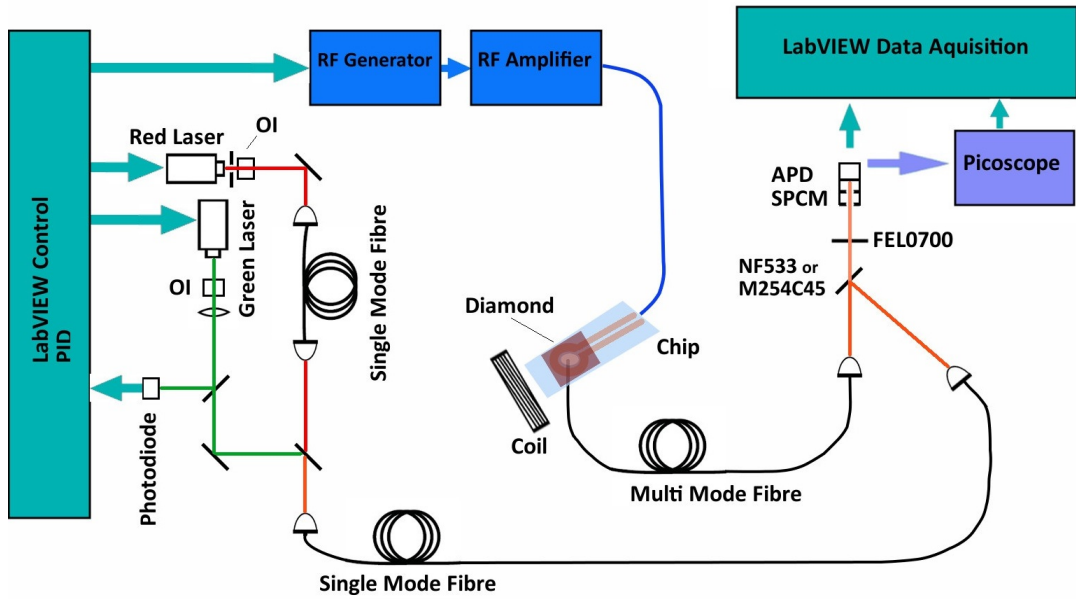 LabVIEW Control
PID
RF Generator
RF Amplifier
LabVIEW Data Aquisition
Picoscope
OI
Red Laser
Green Laser
OI
Single Mode Fibre
Photodiode
APD
SPCM
FEL0700
NF533 or
M254C45
Diamond
Chip
Coil
Multi Mode Fibre
Single Mode Fibre